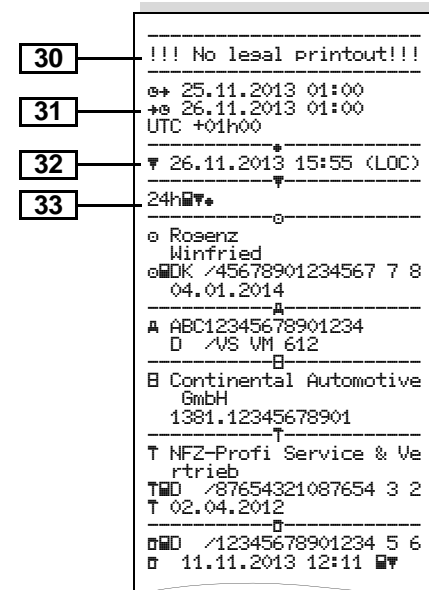 30
!!! No legal printout!!!
25.11.2013 01:00
31
26.11.2013 01:00
UTC +01h00
32
▼ 26.11.2013 15:55 (LOC)
33
24h▼
Rogenz
Winfried
DK /45678901234567 7 8
04.01.2014
A ABC12345678901234
D /VS VM 612
B Continental Automotive
GmbH
1381.12345678901
T NFZ-Profi Service & Ve
rtrieb
T D /87654321087654 3 2
T 02.04.2012
D /12345678901234 5 6
11.11.2013 12:11 ▼